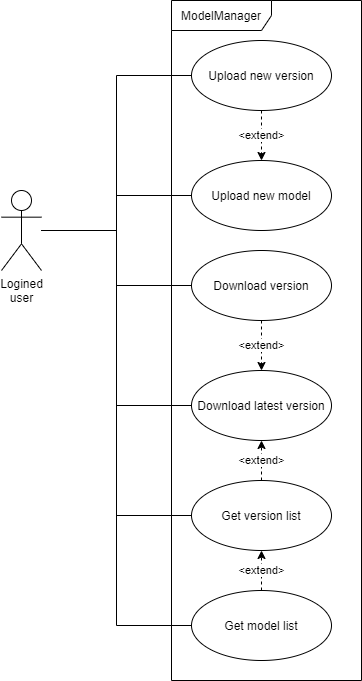 ModelManager
Upload new version
<extend>
Upload new model
Logined
user
Download version
<extend>
Download latest version
<extend>
Get version list
<extend>
Get model list